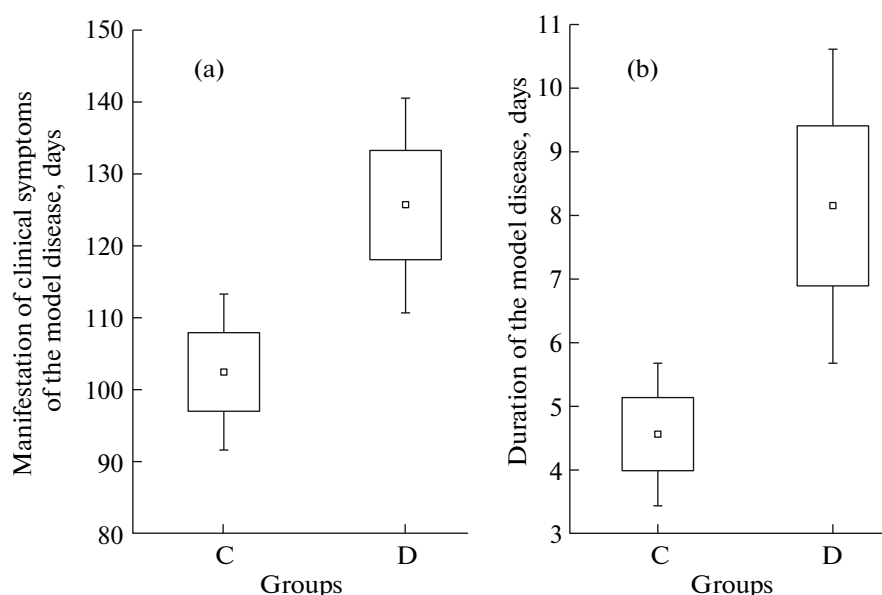 Manifestation of clinical symptoms
of the model disease, days
150
140
130
120
110
100
90
80
(a)
C
D
Groups
Duration of the model disease, days
11
10
9
8
7
6
5
4
3
(b)
C
D
Groups